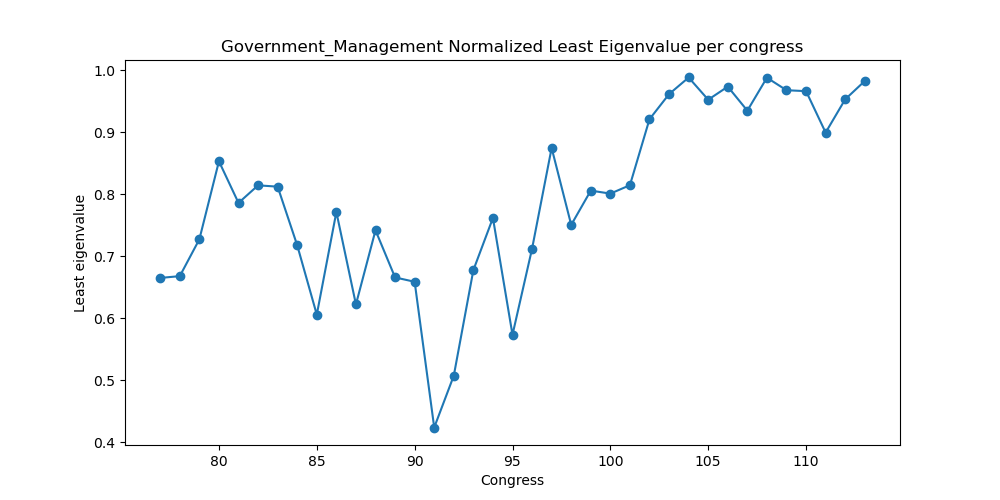 Government_Management Normalized Least Eigenvalue per congress
1.0
0.9
0.8
0.7
0.6
0.5
0.4
Least eigenvalue
80 85 90 95 100 105 110
Congress